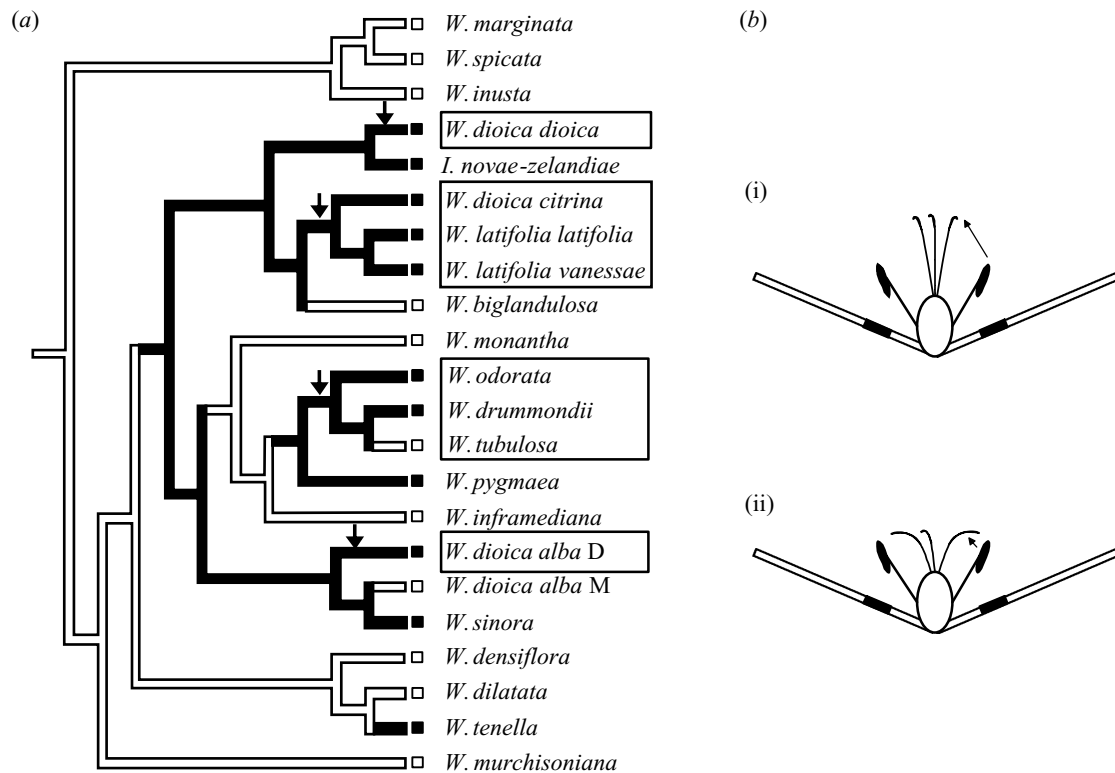 (a)
W. marginata
W. spicata
W. inusta
W. dioica dioica
I. novae-zelandiae
W. dioica citrina
W. latifolia latifolia
W. latifolia vanessae
W. biglandulosa
W. monantha
W. odorata
W. drummondii
W. tubulosa
W. pygmaea
W. inframediana
W. dioica alba D
W. dioica alba M
W. sinora
W. densiflora
W. dilatata
W. tenella
W. murchisoniana
(b)
(i)
(ii)